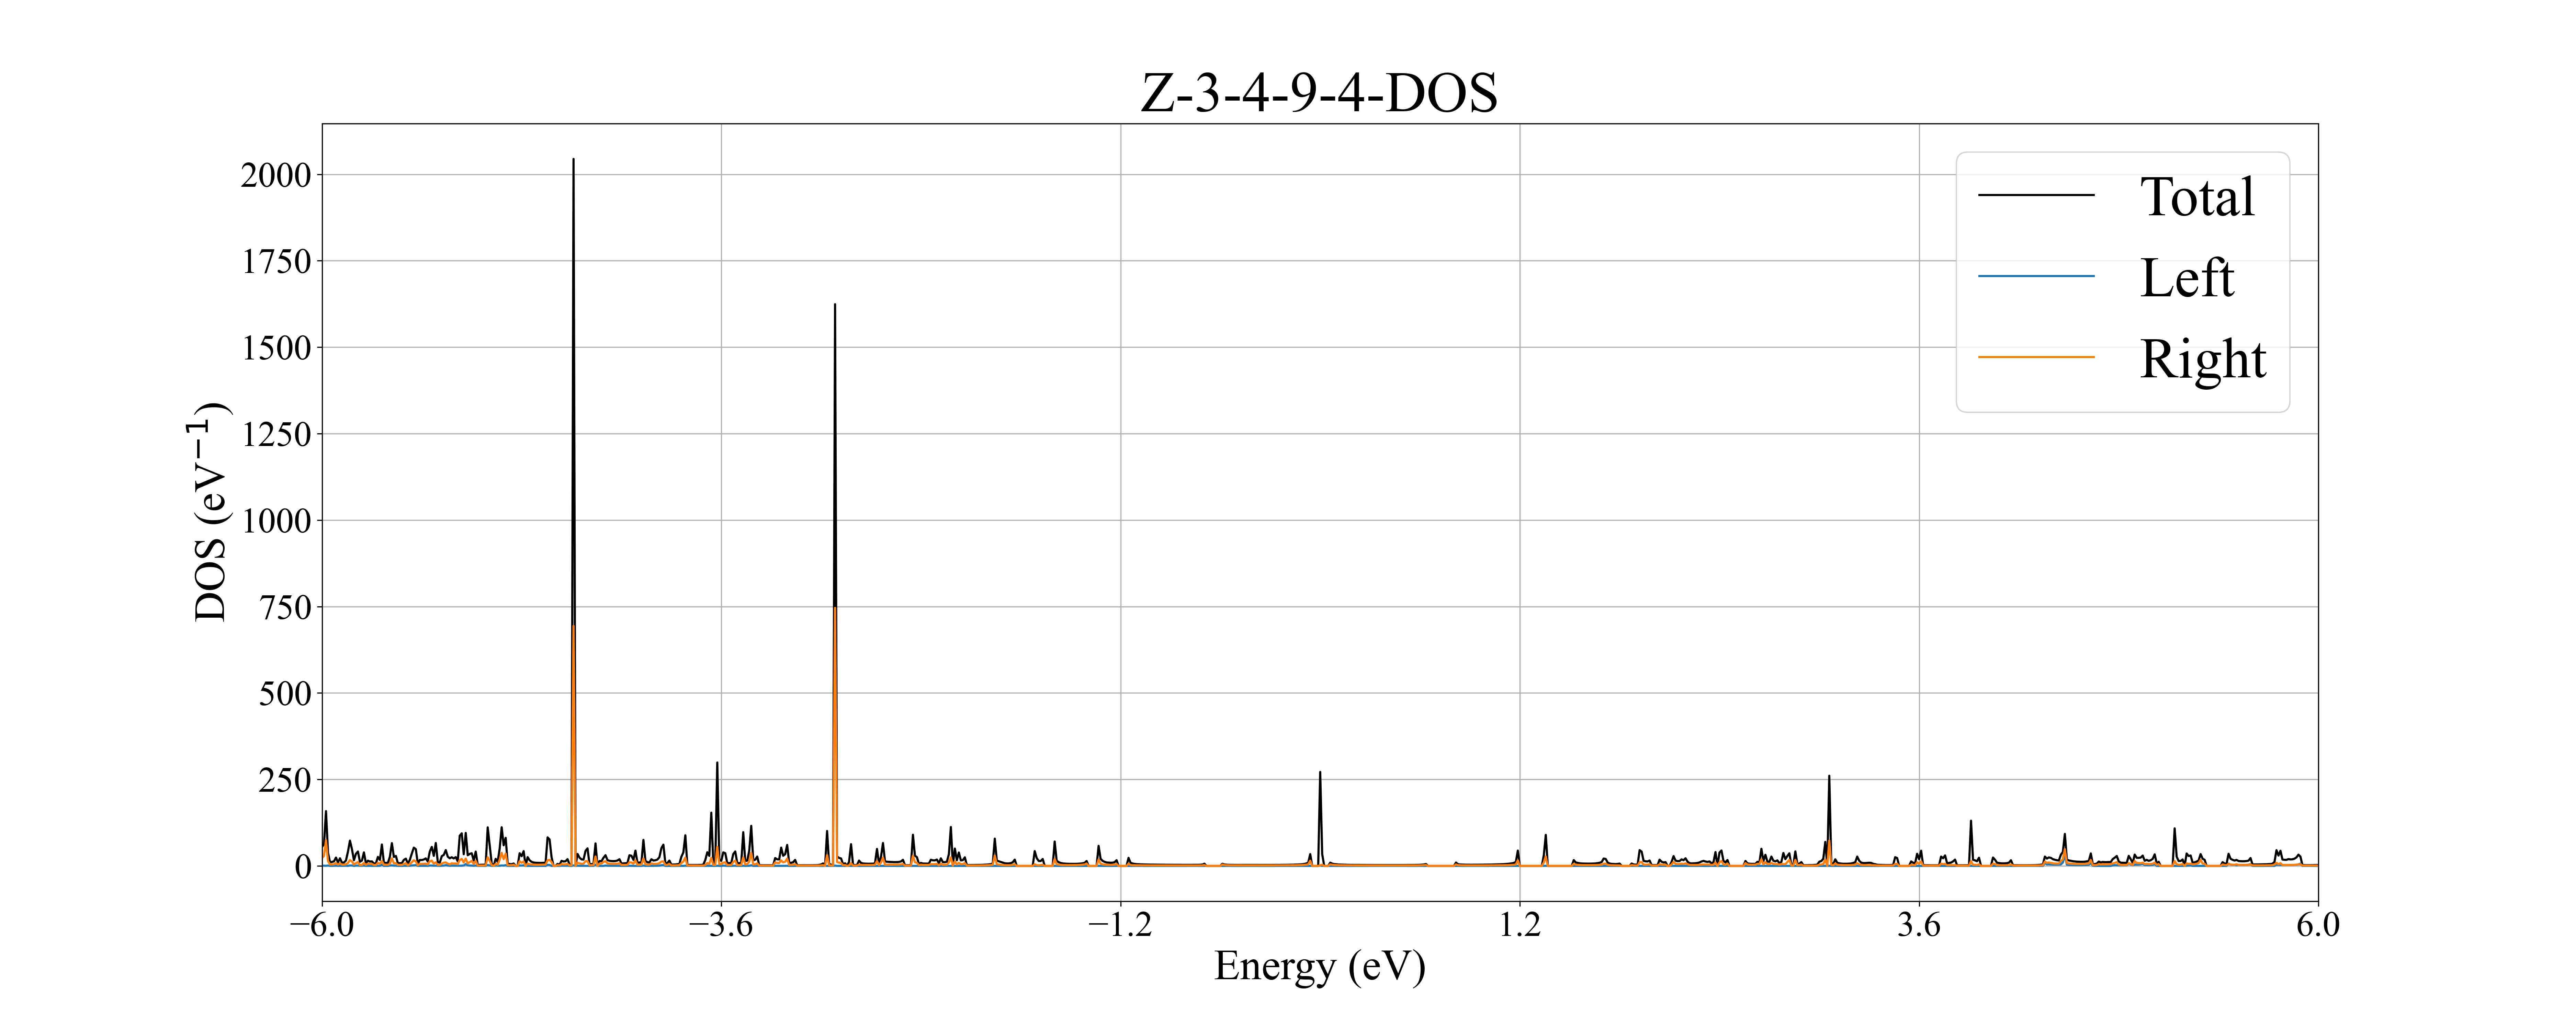 Z-3-4-9-4-DOS
Total
Left
Right
DOS (eV⁻¹)
2000
1750
1500
1250
1000
750
500
250
0
−6.0 −3.6 −1.2 1.2 3.6 6.0
Energy (eV)